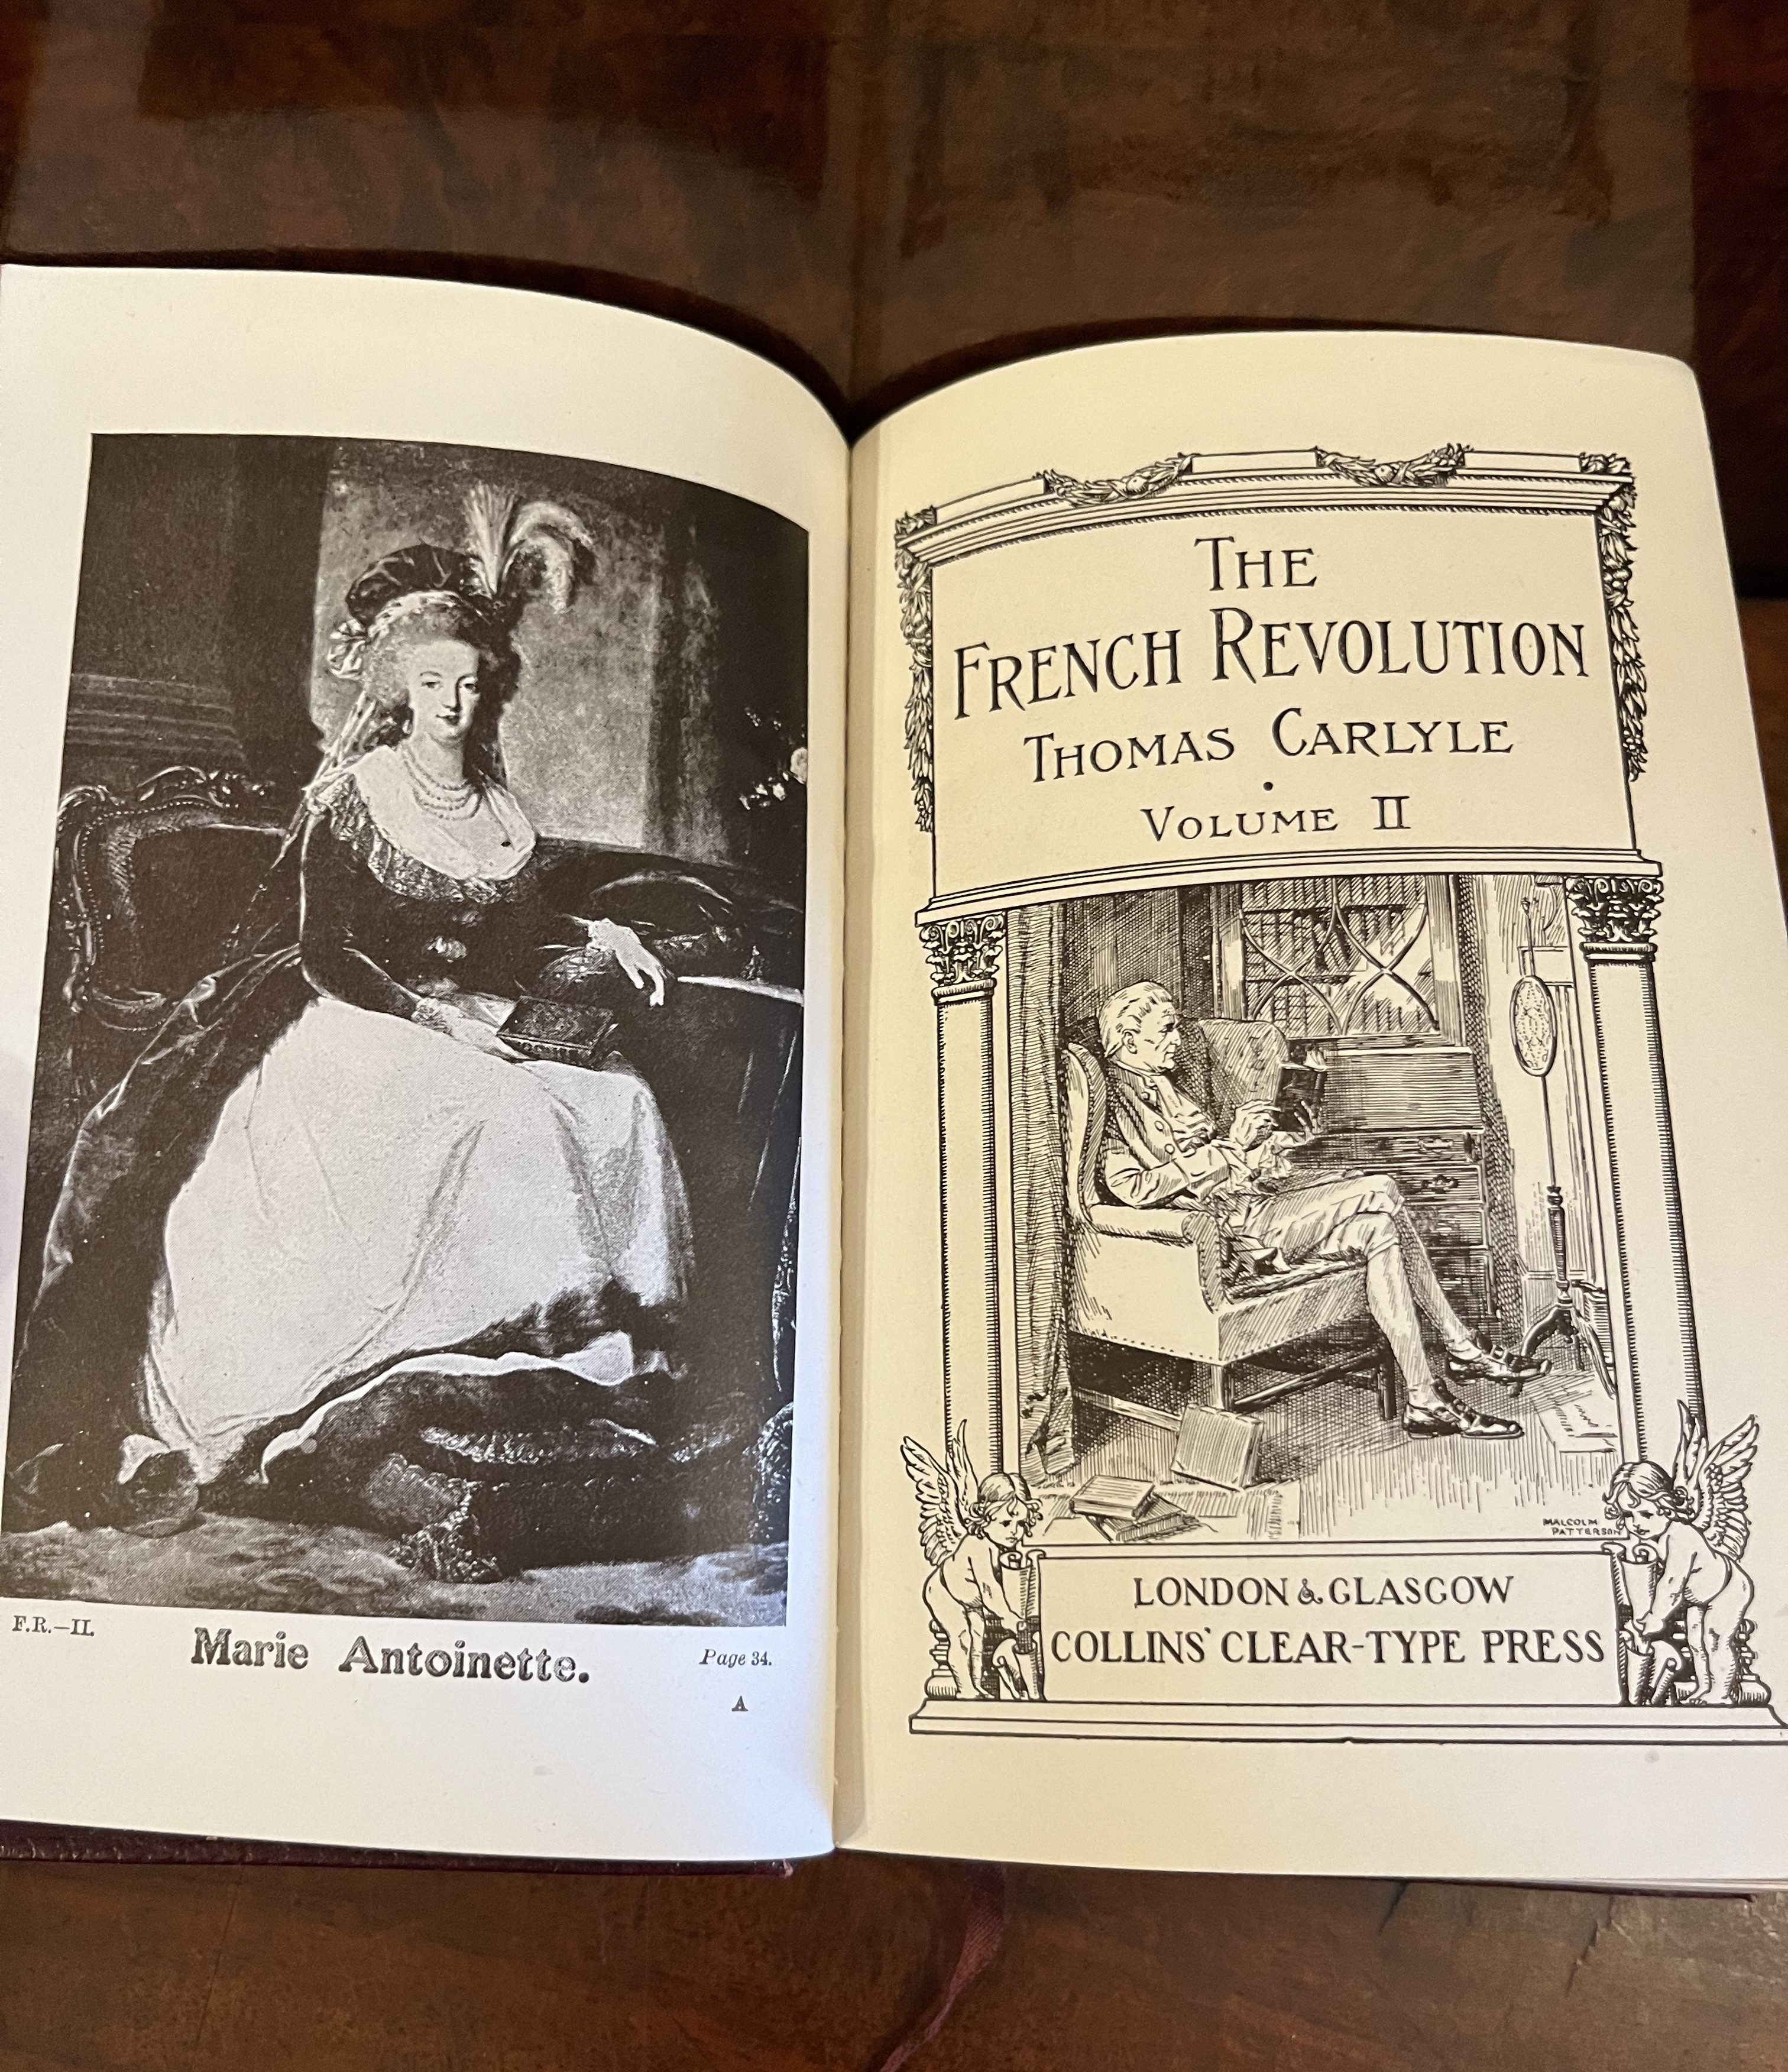 F.R.—II.
Marie Antoinette.
Page 34.
A
THE
FRENCH REVOLUTION
THOMAS CARLYLE
VOLUME II
MALCOLM
PATTERSON
LONDON & GLASGOW
COLLINS' CLEAR-TYPE PRESS